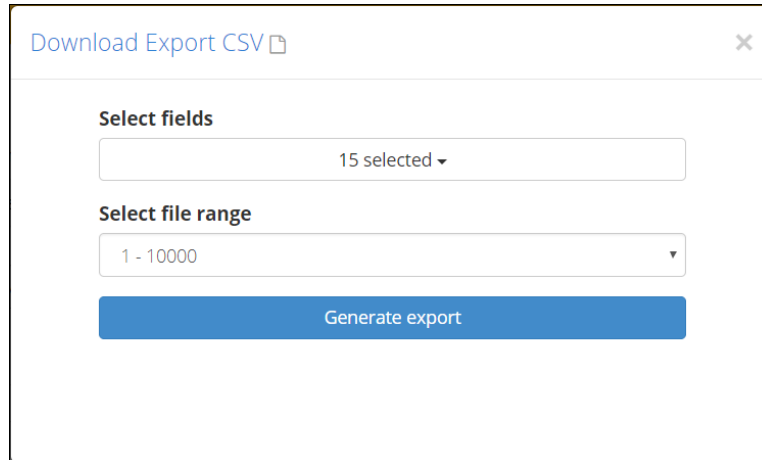 Download Export CSV
Select fields
15 selected
Select file range
1 - 10000
Generate export